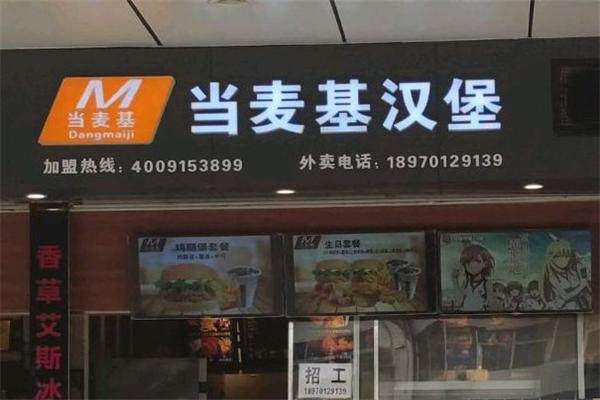 M
当麦基
Dangmaiji
当麦基汉堡
加盟热线：4009153899
外卖电话：18970129139
鸡腿堡套餐
生日套餐
香草艾斯冰
招工
18970129139